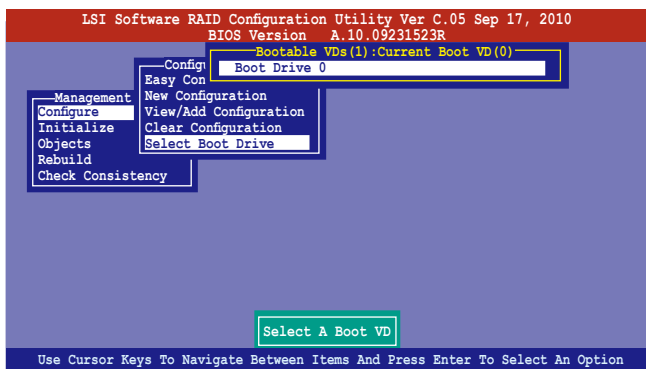 LSI Software RAID Configuration Utility Ver C.05 Sep 17, 2010
BIOS Version A.10.09231523R
Bootable VDs(1):Current Boot VD(0)
Boot Drive 0
Configu
Easy Con
New Configuration
View/Add Configuration
Clear Configuration
Select Boot Drive
Management
Configure
Initialize
Objects
Rebuild
Check Consistency
Select A Boot VD
Use Cursor Keys To Navigate Between Items And Press Enter To Select An Option